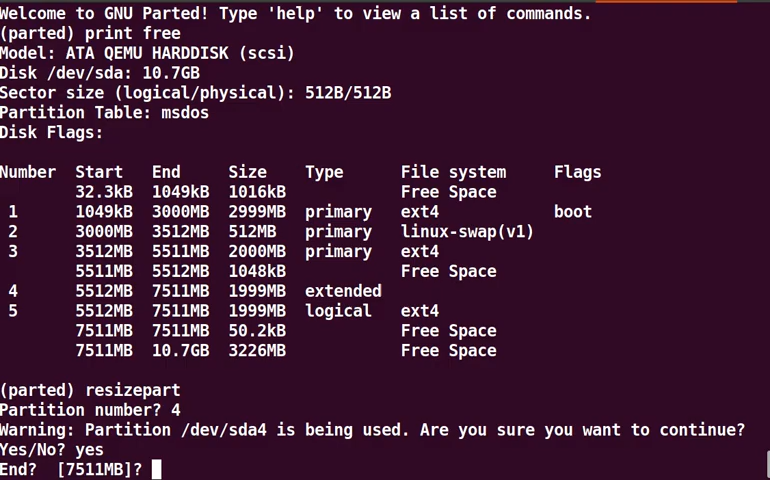 Welcome to GNU Parted! Type 'help' to view a list of commands.
(parted) print free
Model: ATA QEMU HARDDISK (scsi)
Disk /dev/sda: 10.7GB
Sector size (logical/physical): 512B/512B
Partition Table: msdos
Disk Flags:
Number  Start   End     Size    Type      File system     Flags
        32.3kB  1049kB  1016kB            Free Space
 1      1049kB  3000MB  2999MB  primary   ext4            boot
 2      3000MB  3512MB  512MB   primary   linux-swap(v1)
 3      3512MB  5511MB  2000MB  primary   ext4
        5511MB  5512MB  1048kB            Free Space
 4      5512MB  7511MB  1999MB  extended
 5      5512MB  7511MB  1999MB  logical   ext4
        7511MB  7511MB  50.2kB            Free Space
        7511MB  10.7GB  3226MB            Free Space
(parted) resizepart
Partition number? 4
Warning: Partition /dev/sda4 is being used. Are you sure you want to continue?
Yes/No? yes
End?  [7511MB]?